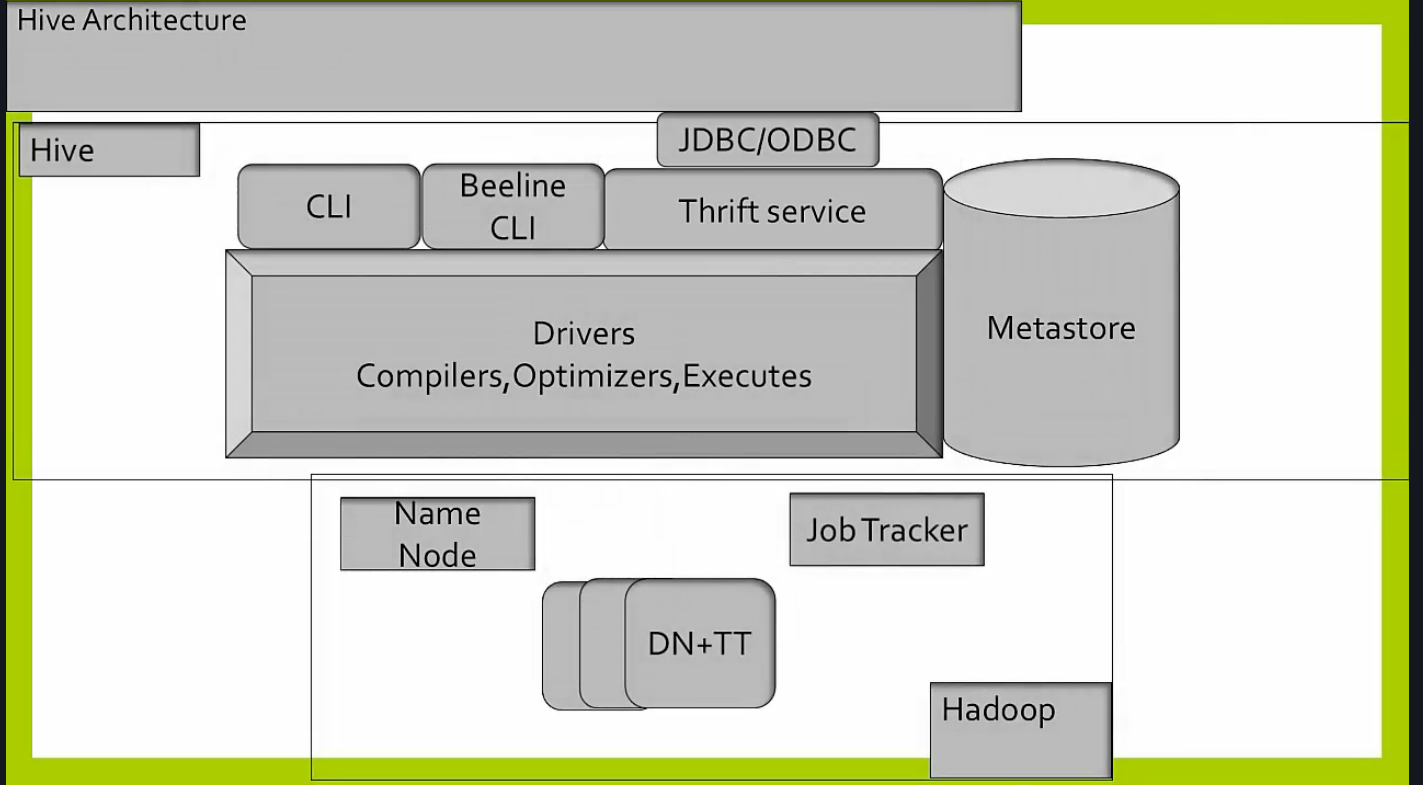 Hive Architecture
Hive
JDBC/ODBC
CLI
Beeline
CLI
Thrift service
Metastore
Drivers
Compilers,Optimizers,Executes
Name
Node
Job Tracker
DN+TT
Hadoop